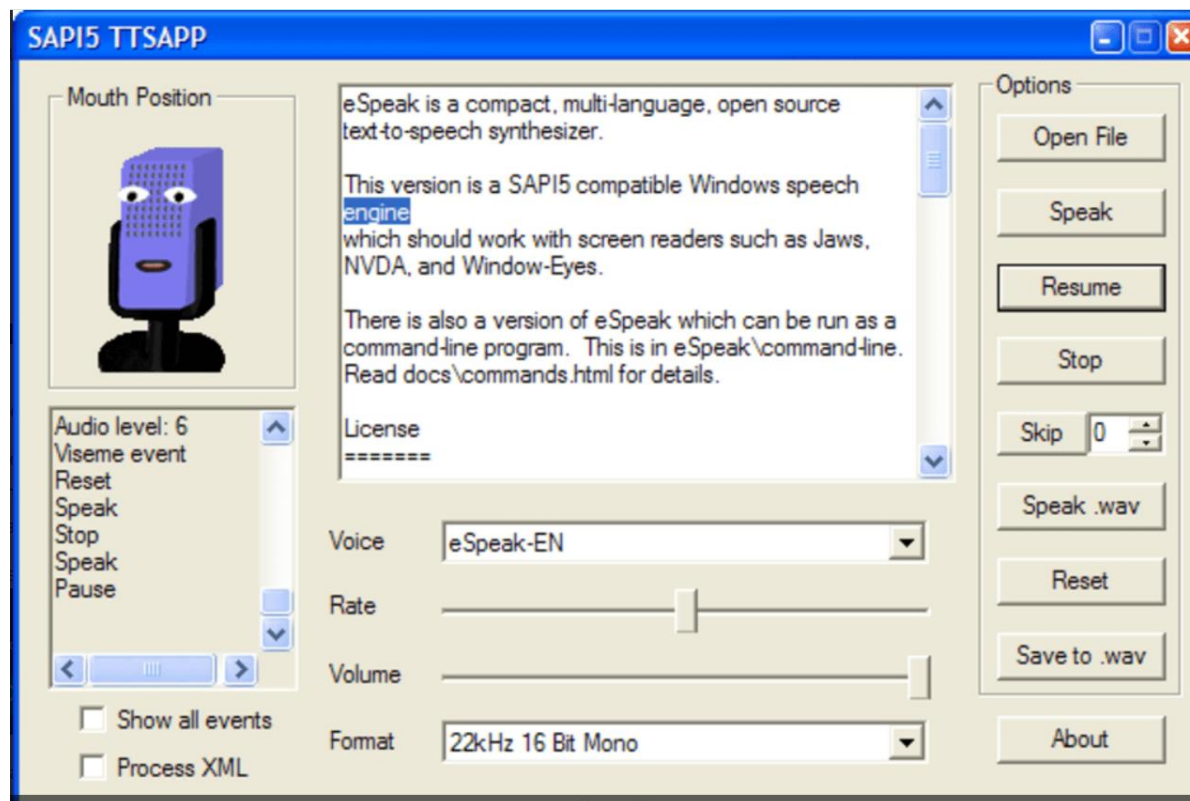 SAPI5 TTSAPP
Mouth Position
eSpeak is a compact, multi-language, open source
text-to-speech synthesizer.
This version is a SAPI5 compatible Windows speech
engine
which should work with screen readers such as Jaws,
NVDA, and Window-Eyes.
There is also a version of eSpeak which can be run as a
command-line program.  This is in eSpeak\command-line.
Read docs\commands.html for details.
License
=======
Audio level: 6
Viseme event
Reset
Speak
Stop
Speak
Pause
Show all events
Process XML
Voice eSpeak-EN
Rate
Volume
Format 22kHz 16 Bit Mono
Options
Open File
Speak
Resume
Stop
Skip 0
Speak .wav
Reset
Save to .wav
About